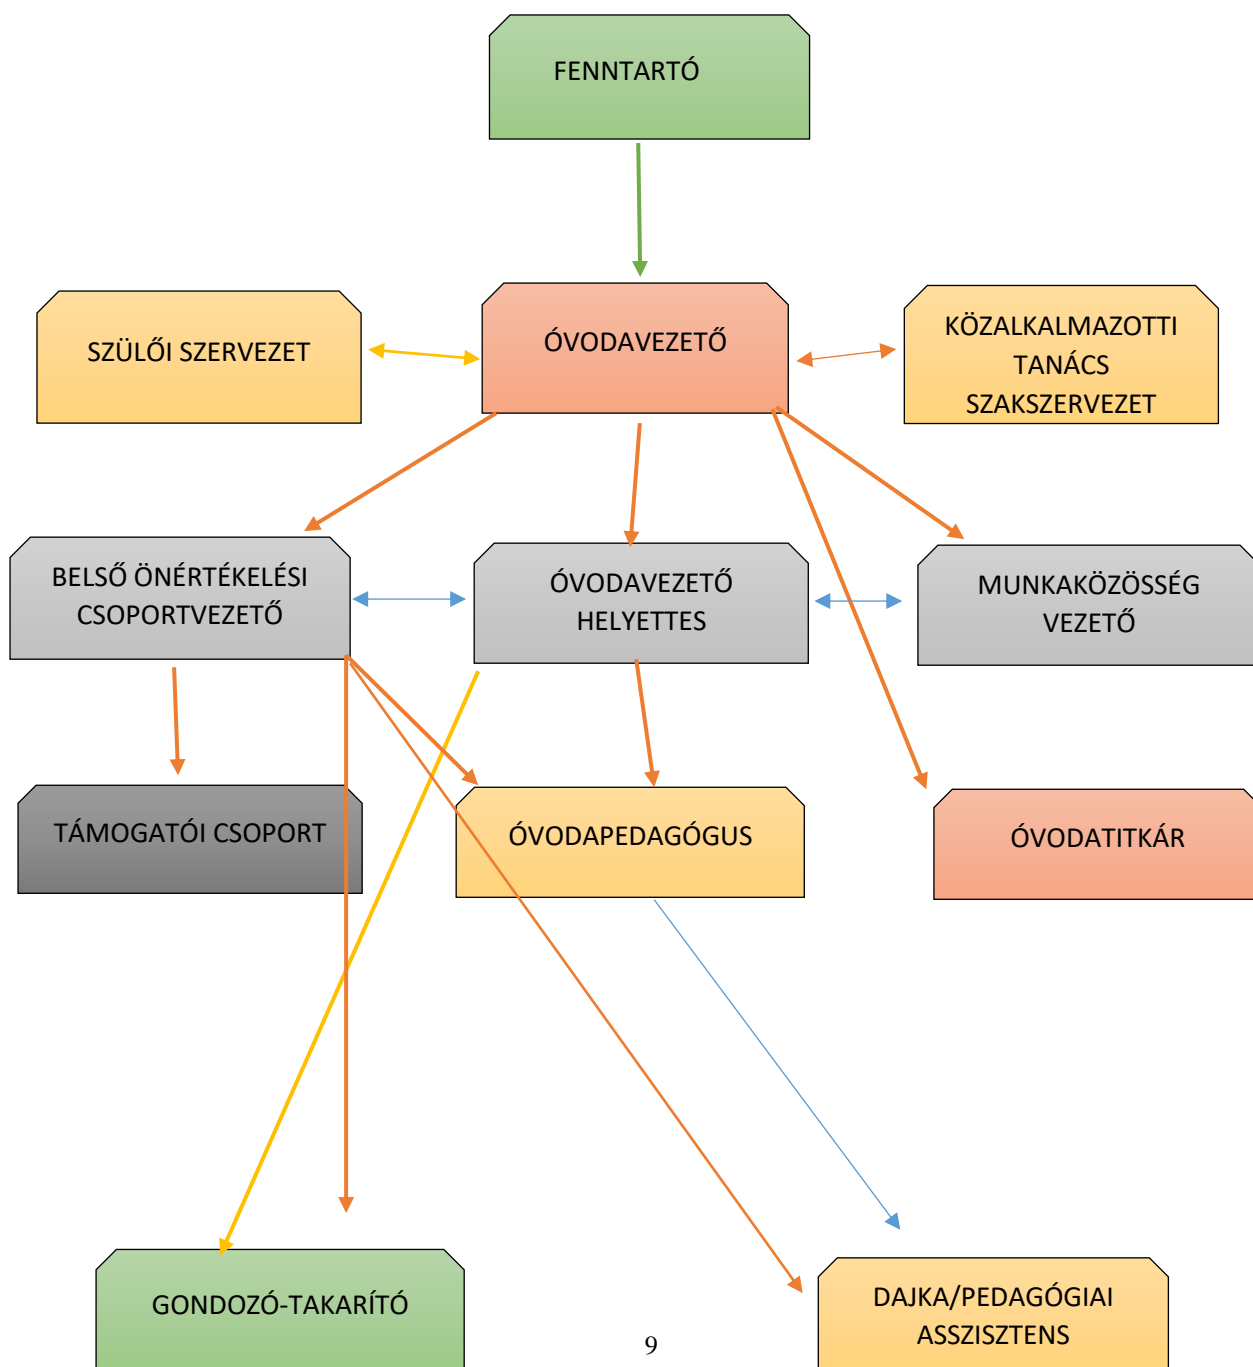 FENNTARTÓ
SZÜLŐI SZERVEZET
ÓVODAVEZETŐ
KÖZALKALMAZOTTI
TANÁCS
SZAKSZERVEZET
BELSŐ ÖNÉRTÉKELÉSI
CSOPORTVEZETŐ
ÓVODAVEZETŐ
HELYETTES
MUNKAKÖZÖSSÉG
VEZETŐ
TÁMOGATÓI CSOPORT
ÓVODAPEDAGÓGUS
ÓVODATITKÁR
GONDOZÓ-TAKARÍTÓ
DAJKA/PEDAGÓGIAI
ASSZISZTENS
9